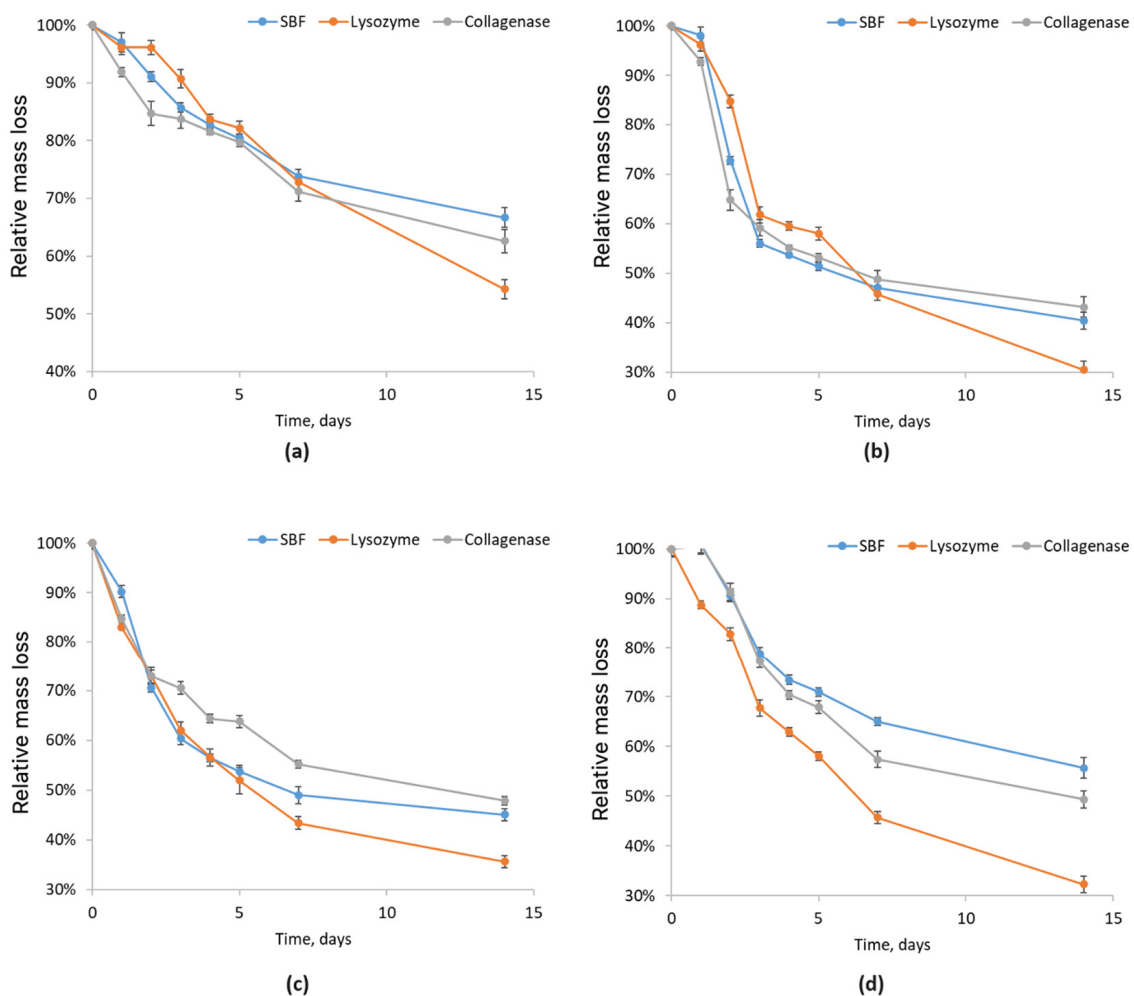 SBF Lysozyme Collagenase
Relative mass loss
100%
90%
80%
70%
60%
50%
40%
0 5 10 15
Time, days
(a)
SBF Lysozyme Collagenase
Relative mass loss
100%
90%
80%
70%
60%
50%
40%
30%
0 5 10 15
Time, days
(b)
SBF Lysozyme Collagenase
Relative mass loss
100%
90%
80%
70%
60%
50%
40%
30%
0 5 10 15
Time, days
(c)
SBF Lysozyme Collagenase
Relative mass loss
100%
90%
80%
70%
60%
50%
40%
30%
0 5 10 15
Time, days
(d)